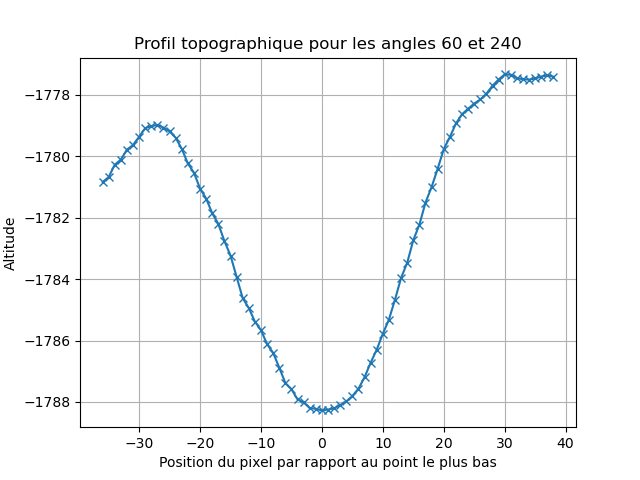 Profil topographique pour les angles 60 et 240
Altitude
−1778
−1780
−1782
−1784
−1786
−1788
−30 −20 −10 0 10 20 30 40
Position du pixel par rapport au point le plus bas